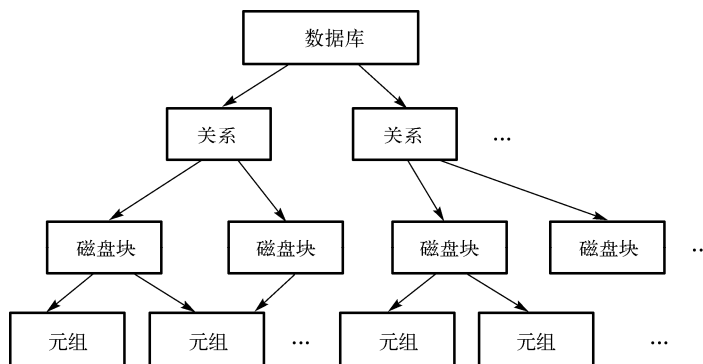 数据库
关系 关系 ...
磁盘块 磁盘块 磁盘块 磁盘块 ..
元组 元组 ... 元组 元组 ...